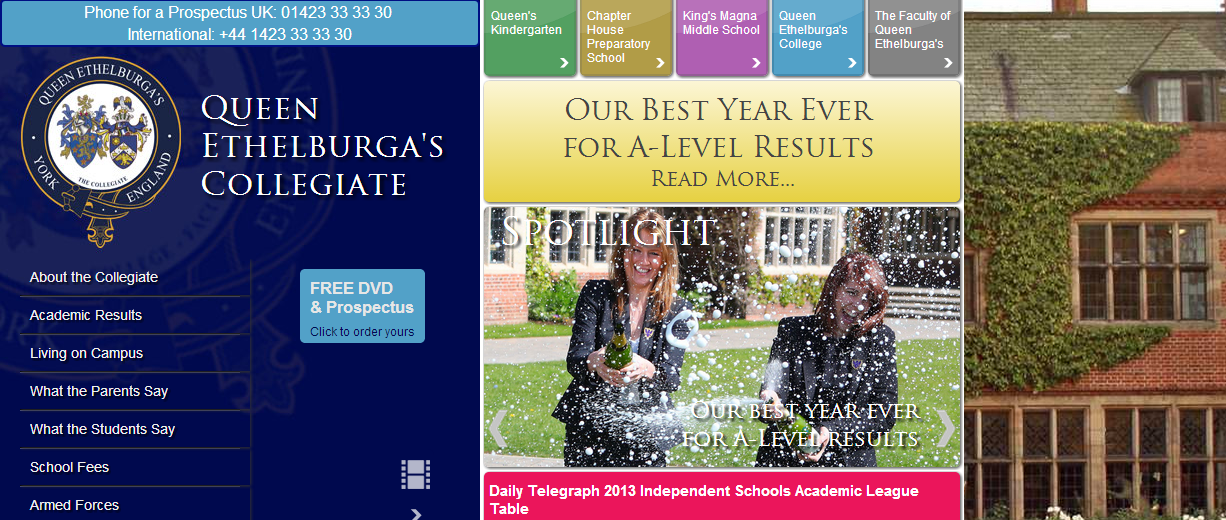 Phone for a Prospectus UK: 01423 33 33 30
International: +44 1423 33 33 30
QUEEN ETHELBURGA'S
YORK
ENGLAND
THE COLLEGIATE
QUEEN
ETHELBURGA'S
COLLEGIATE
About the Collegiate
Academic Results
Living on Campus
What the Parents Say
What the Students Say
School Fees
Armed Forces
FREE DVD
& Prospectus
Click to order yours
Queen's
Kindergarten
Chapter
House
Preparatory
School
King's Magna
Middle School
Queen
Ethelburga's
College
The Faculty of
Queen
Ethelburga's
OUR BEST YEAR EVER
FOR A-LEVEL RESULTS
READ MORE...
SPOTLIGHT
OUR BEST YEAR EVER
FOR A-LEVEL RESULTS
Daily Telegraph 2013 Independent Schools Academic League
Table